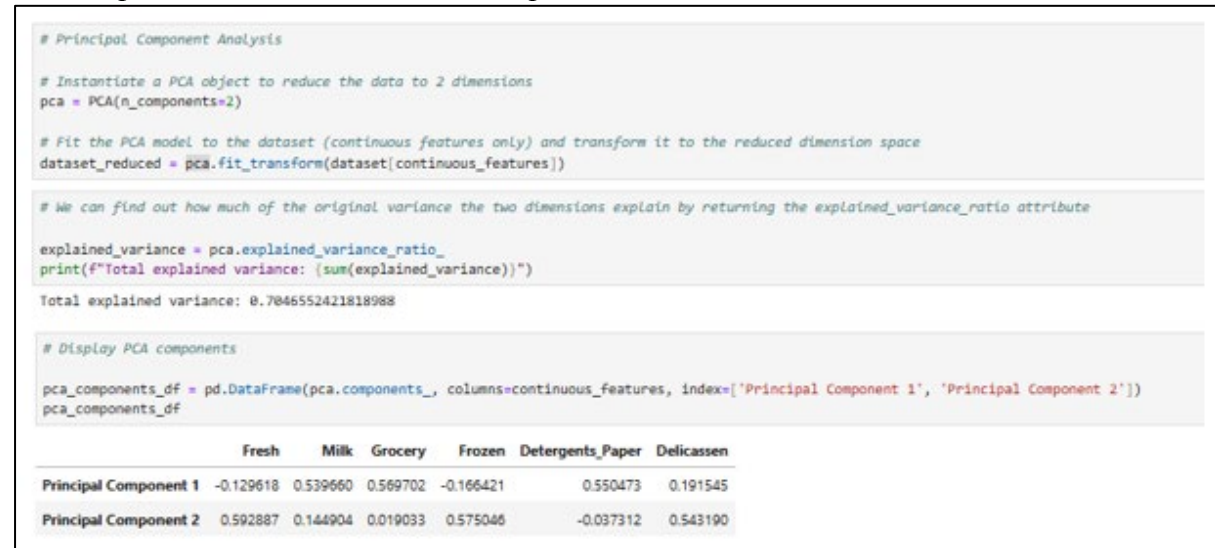 # Principal Component Analysis
# Instantiate a PCA object to reduce the data to 2 dimensions
pca = PCA(n_components=2)
# Fit the PCA model to the dataset (continuous features only) and transform it to the reduced dimension space
dataset_reduced = pca.fit_transform(dataset[continuous_features])
# We can find out how much of the original variance the two dimensions explain by returning the explained_variance_ratio attribute
explained_variance = pca.explained_variance_ratio_
print(f"Total explained variance: {sum(explained_variance)}")
Total explained variance: 0.7046552421818988
# Display PCA components
pca_components_df = pd.DataFrame(pca.components_, columns=continuous_features, index=['Principal Component 1', 'Principal Component 2'])
pca_components_df
Fresh Milk Grocery Frozen Detergents_Paper Delicassen
Principal Component 1 -0.129618 0.539660 0.569702 -0.166421 0.550473 0.191545
Principal Component 2 0.592887 0.144904 0.019033 0.575046 -0.037312 0.543190